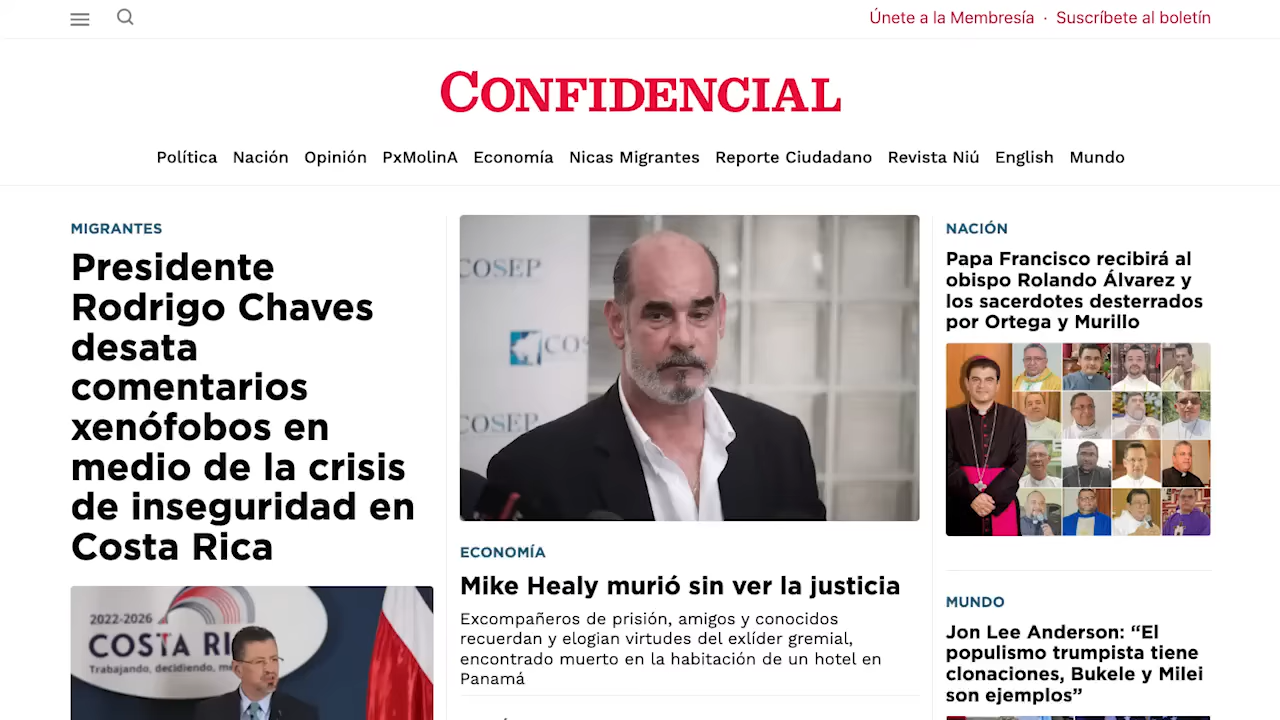 Únete a la Membresía · Suscríbete al boletín
CONFIDENCIAL
Política Nación Opinión PxMolinA Economía Nicas Migrantes Reporte Ciudadano Revista Niú English Mundo
MIGRANTES
Presidente
Rodrigo Chaves
desata
comentarios
xenófobos en
medio de la crisis
de inseguridad en
Costa Rica
2022-2026
COSTA RI
Trabajando, decidiendo, me
COSEP
COS
COSEP
ECONOMÍA
Mike Healy murió sin ver la justicia
Excompañeros de prisión, amigos y conocidos
recuerdan y elogian virtudes del exlíder gremial,
encontrado muerto en la habitación de un hotel en
Panamá
NACIÓN
Papa Francisco recibirá al
obispo Rolando Álvarez y
los sacerdotes desterrados
por Ortega y Murillo
MUNDO
Jon Lee Anderson: “El
populismo trumpista tiene
clonaciones, Bukele y Milei
son ejemplos”